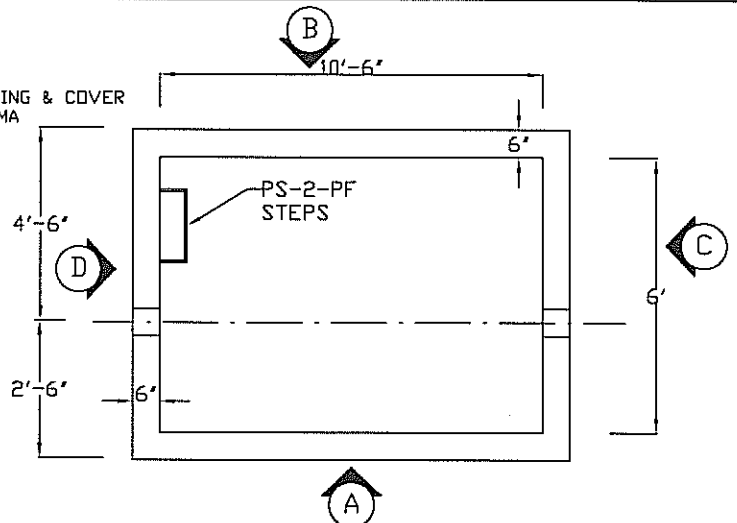 B
10'-6"
ING & COVER
MA
6"
PS-2-PF
STEPS
4'-6"
C
D
6'
2'-6"
6"
A